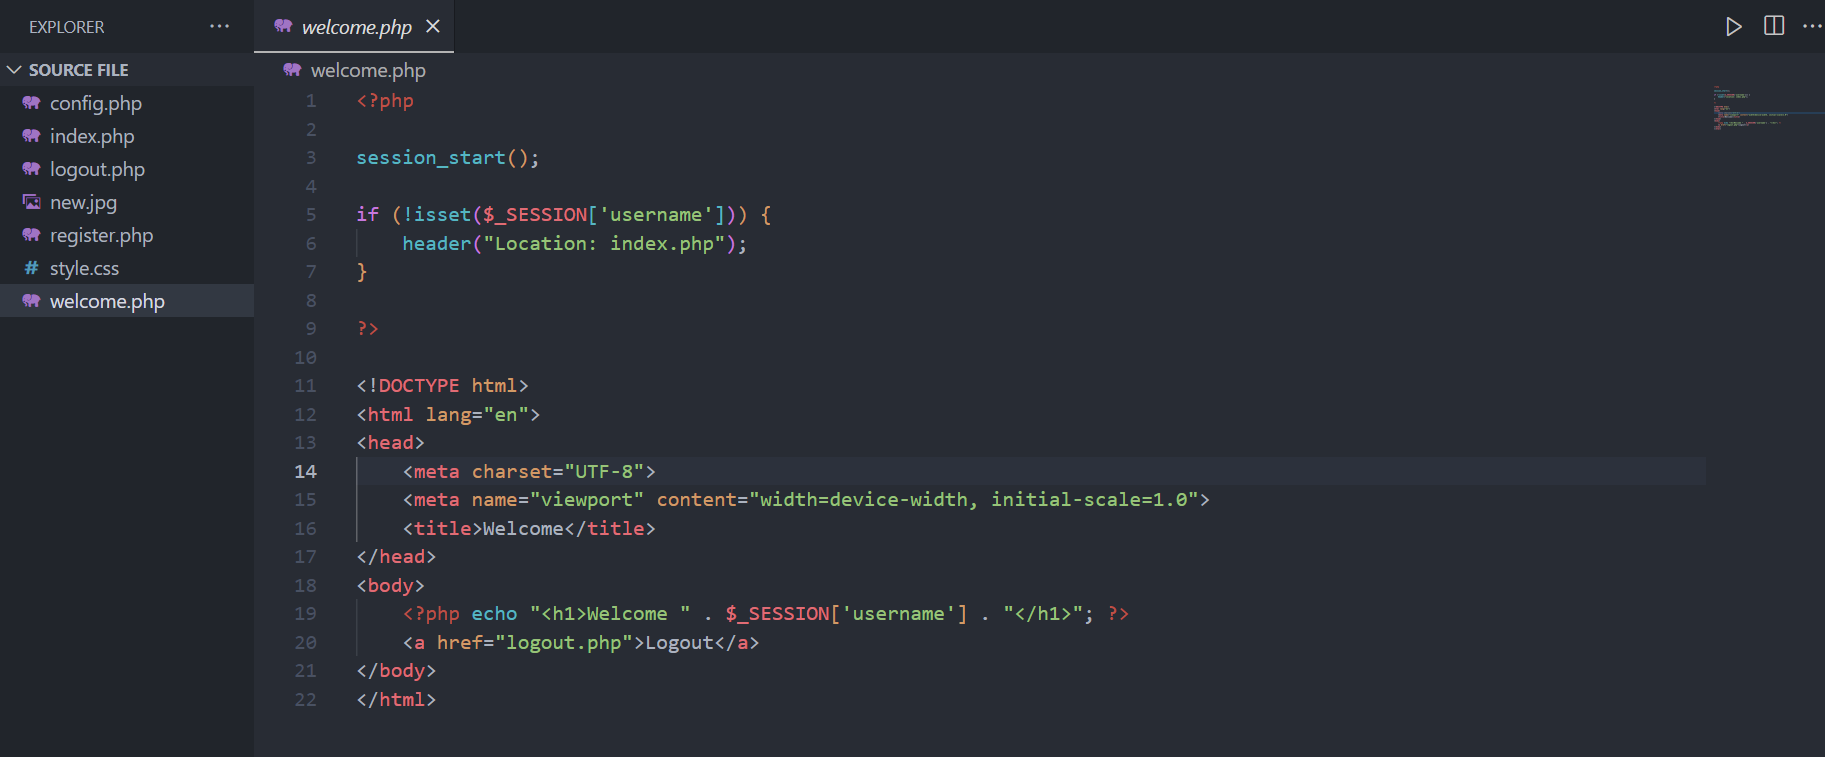 EXPLORER
SOURCE FILE
config.php
index.php
logout.php
new.jpg
register.php
# style.css
welcome.php
welcome.php
welcome.php
1 <?php
2
3 session_start();
4
5 if (!isset($_SESSION['username'])) {
6     header("Location: index.php");
7 }
8
9 ?>
10
11 <!DOCTYPE html>
12 <html lang="en">
13 <head>
14     <meta charset="UTF-8">
15     <meta name="viewport" content="width=device-width, initial-scale=1.0">
16     <title>Welcome</title>
17 </head>
18 <body>
19     <?php echo "<h1>Welcome " . $_SESSION['username'] . "</h1>"; ?>
20     <a href="logout.php">Logout</a>
21 </body>
22 </html>